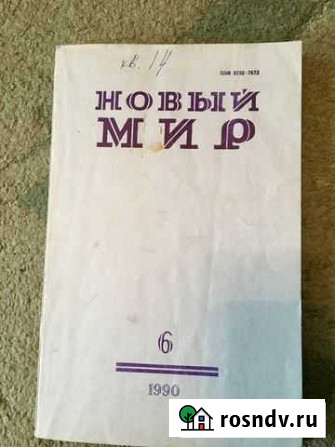 кв. 14
ISSN 0130-7673
НОВЫЙ
МИР
6
1990
rosndv.ru